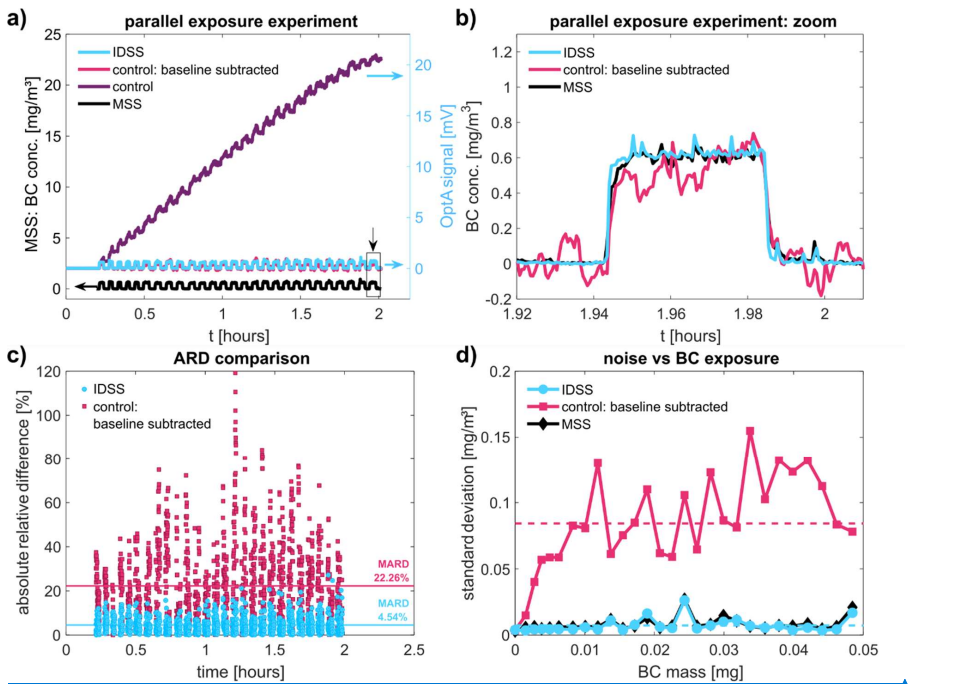 a) parallel exposure experiment
25
20
15
10
5
0
MSS: BC conc. [mg/m³]
IDSS
control: baseline subtracted
control
MSS
20
15
10
5
0
OptA signal [mV]
0 0.5 1 1.5 2
t [hours]
b) parallel exposure experiment: zoom
1.2
1
0.8
0.6
0.4
0.2
0
-0.2
BC conc. [mg/m³]
IDSS
control: baseline subtracted
MSS
1.92 1.94 1.96 1.98 2
t [hours]
c) ARD comparison
120
100
80
60
40
20
0
absolute relative difference [%]
IDSS
control:
baseline subtracted
MARD
22.26%
MARD
4.54%
0 0.5 1 1.5 2 2.5
time [hours]
d) noise vs BC exposure
0.2
0.15
0.1
0.05
0
standard deviation [mg/m³]
IDSS
control: baseline subtracted
MSS
0 0.01 0.02 0.03 0.04 0.05
BC mass [mg]